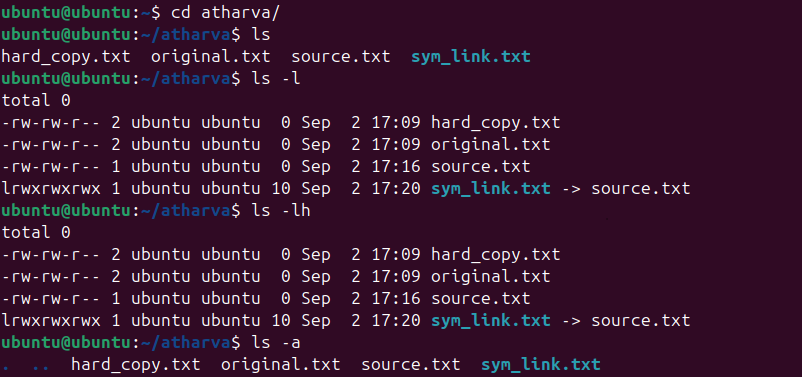 ubuntu@ubuntu:~$ cd atharva/
ubuntu@ubuntu:~/atharva$ ls
hard_copy.txt  original.txt  source.txt  sym_link.txt
ubuntu@ubuntu:~/atharva$ ls -l
total 0
-rw-rw-r-- 2 ubuntu ubuntu  0 Sep  2 17:09 hard_copy.txt
-rw-rw-r-- 2 ubuntu ubuntu  0 Sep  2 17:09 original.txt
-rw-rw-r-- 1 ubuntu ubuntu  0 Sep  2 17:16 source.txt
lrwxrwxrwx 1 ubuntu ubuntu 10 Sep  2 17:20 sym_link.txt -> source.txt
ubuntu@ubuntu:~/atharva$ ls -lh
total 0
-rw-rw-r-- 2 ubuntu ubuntu  0 Sep  2 17:09 hard_copy.txt
-rw-rw-r-- 2 ubuntu ubuntu  0 Sep  2 17:09 original.txt
-rw-rw-r-- 1 ubuntu ubuntu  0 Sep  2 17:16 source.txt
lrwxrwxrwx 1 ubuntu ubuntu 10 Sep  2 17:20 sym_link.txt -> source.txt
ubuntu@ubuntu:~/atharva$ ls -a
.  ..  hard_copy.txt  original.txt  source.txt  sym_link.txt